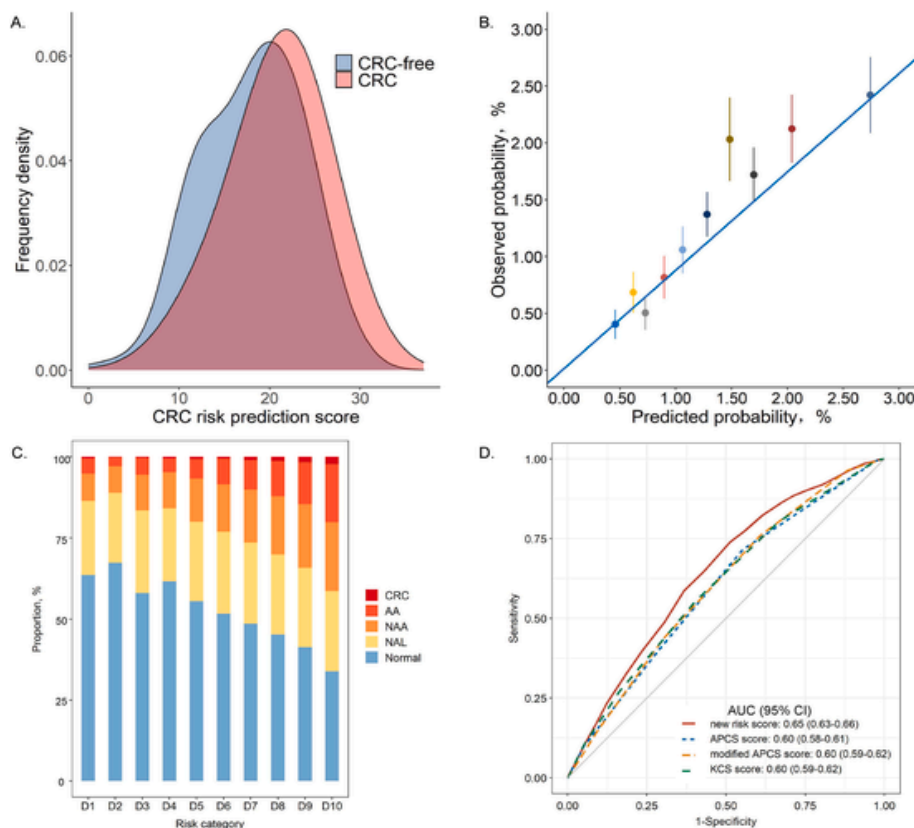 A.
0.06
0.04
0.02
0.00
Frequency density
CRC-free
CRC
0
10
20
30
CRC risk prediction score
B.
3.00
2.50
2.00
1.50
1.00
0.50
0.00
Observed probability，%
0.00
0.50
1.00
1.50
2.00
2.50
3.00
Predicted probability，%
C.
100
75
50
25
0
Proportion, %
CRC
AA
NAA
NAL
Normal
D1 D2 D3 D4 D5 D6 D7 D8 D9 D10
Risk category
D.
1.00
0.75
0.50
0.25
0.00
Sensitivity
AUC (95% CI)
new risk score: 0.65 (0.63-0.66)
APCS score: 0.60 (0.58-0.61)
modified APCS score: 0.60 (0.59-0.62)
KCS score: 0.60 (0.59-0.62)
0.00
0.25
0.50
0.75
1.00
1-Specificity